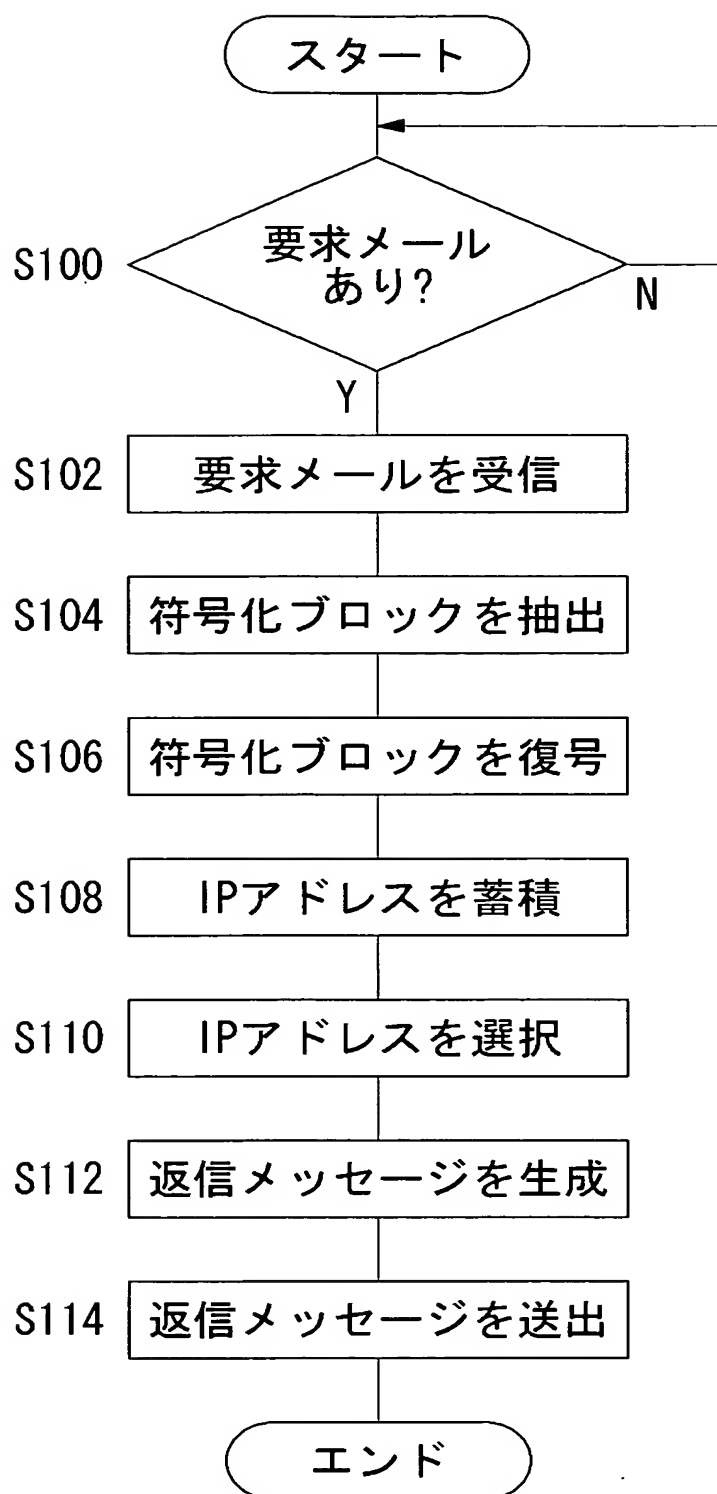 スタート
S100
要求メール
あり?
N
Y
S102 要求メールを受信
S104 符号化ブロックを抽出
S106 符号化ブロックを復号
S108 IPアドレスを蓄積
S110 IPアドレスを選択
S112 返信メッセージを生成
S114 返信メッセージを送出
エンド